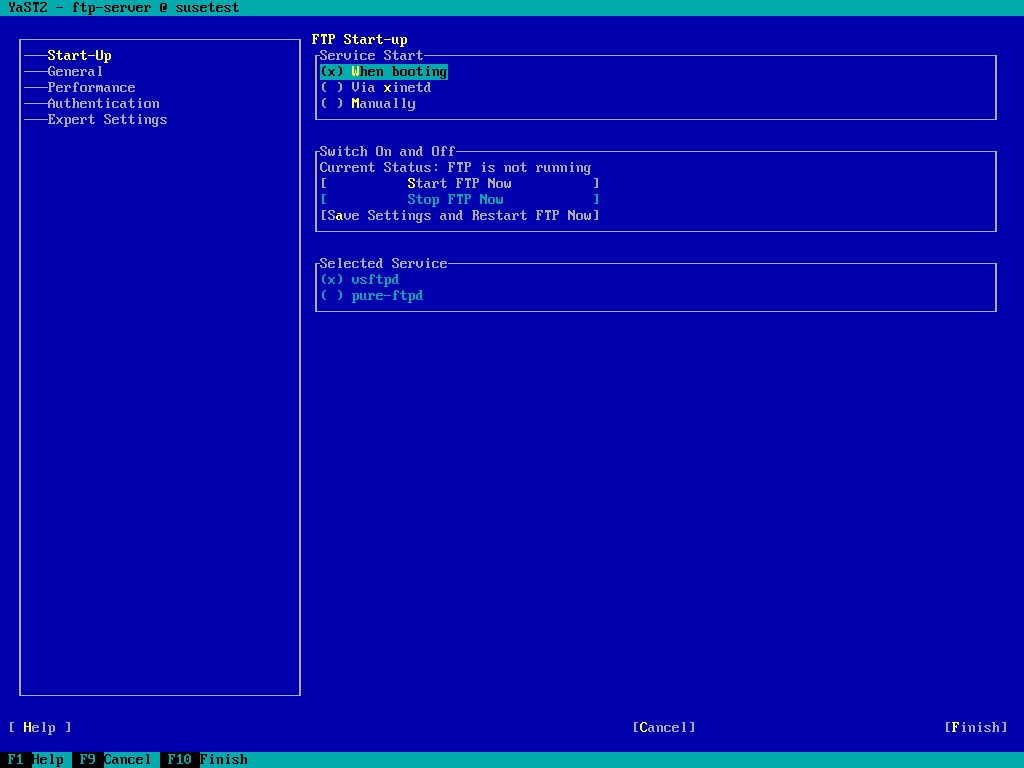 YaST2 - ftp-server @ susetest
Start-Up
General
Performance
Authentication
Expert Settings
FTP Start-up
Service Start
(x) When booting
( ) Via xinetd
( ) Manually
Switch On and Off
Current Status: FTP is not running
[ Start FTP Now ]
[ Stop FTP Now ]
[Save Settings and Restart FTP Now]
Selected Service
(x) vsftpd
( ) pure-ftpd
[ Help ] [Cancel] [Finish]
F1 Help F9 Cancel F10 Finish